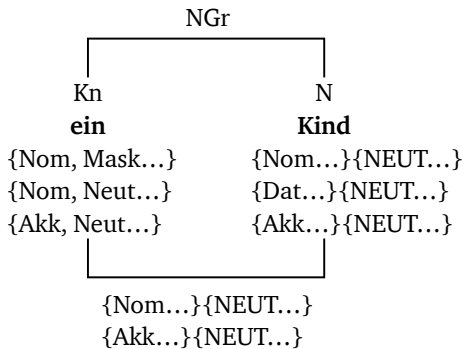 NGr
Kn N
ein Kind
{Nom, Mask…} {Nom…}{NEUT…}
{Nom, Neut…} {Dat…}{NEUT…}
{Akk, Neut…} {Akk…}{NEUT…}
{Nom…}{NEUT…}
{Akk…}{NEUT…}